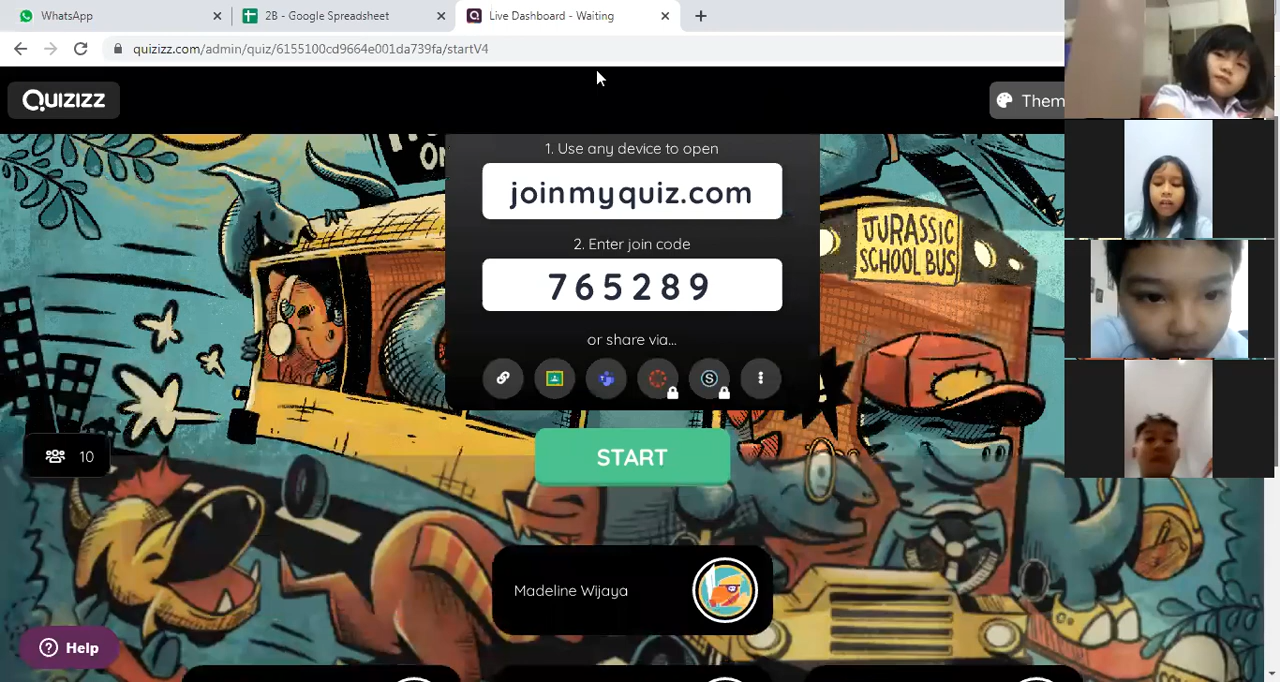 WhatsApp
2B - Google Spreadsheet
Live Dashboard - Waiting
quizizz.com/admin/quiz/6155100cd9664e001da739fa/startV4
QUIZIZZ
Them
1. Use any device to open
joinmyquiz.com
2. Enter join code
765289
or share via...
JURASSIC
SCHOOL BUS
START
10
Madeline Wijaya
Help